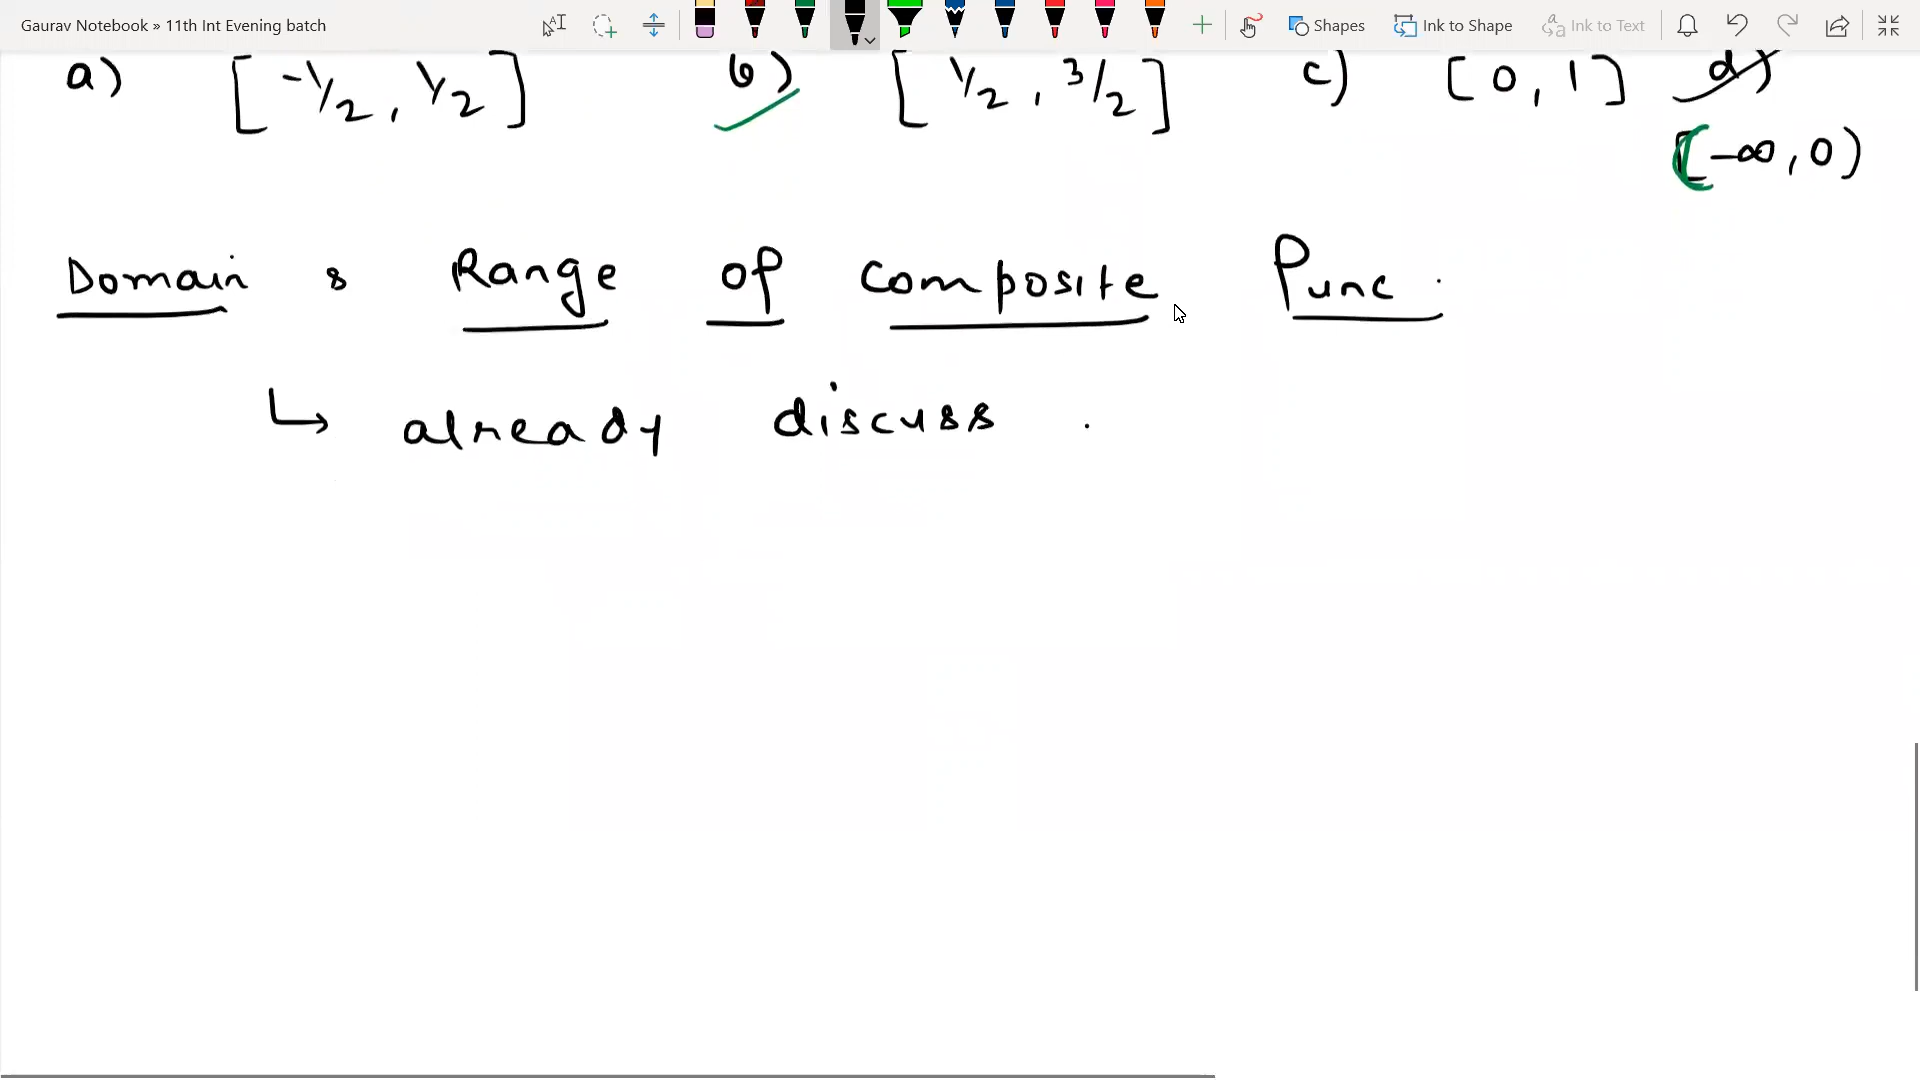 Gaurav Notebook » 11th Int Evening batch
Shapes Ink to Shape Ink to Text
a) [-1/2, 1/2] b) [1/2, 3/2] c) [0, 1] d)
(-∞, 0)
Domain & Range of Composite Func.
↳ already discuss .